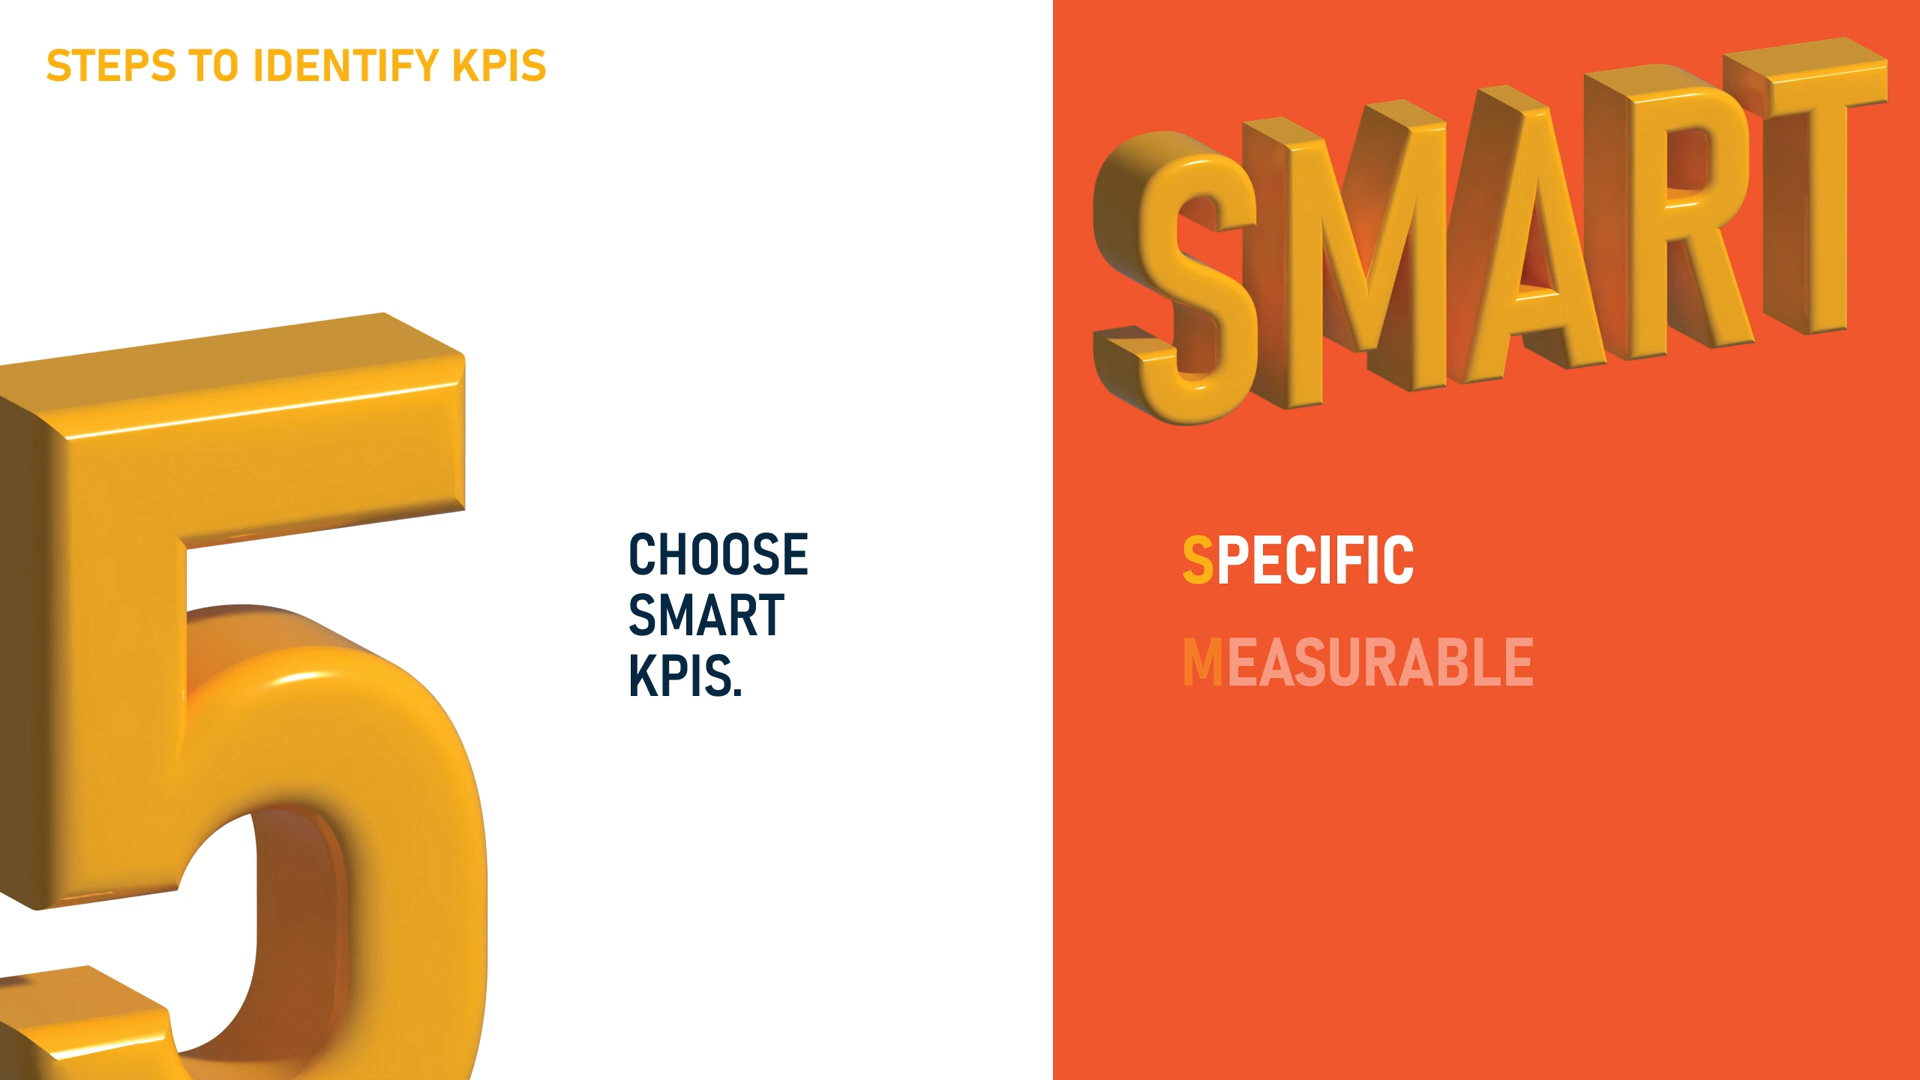 STEPS TO IDENTIFY KPIS
5
CHOOSE
SMART
KPIS.
SMART
SPECIFIC
MEASURABLE